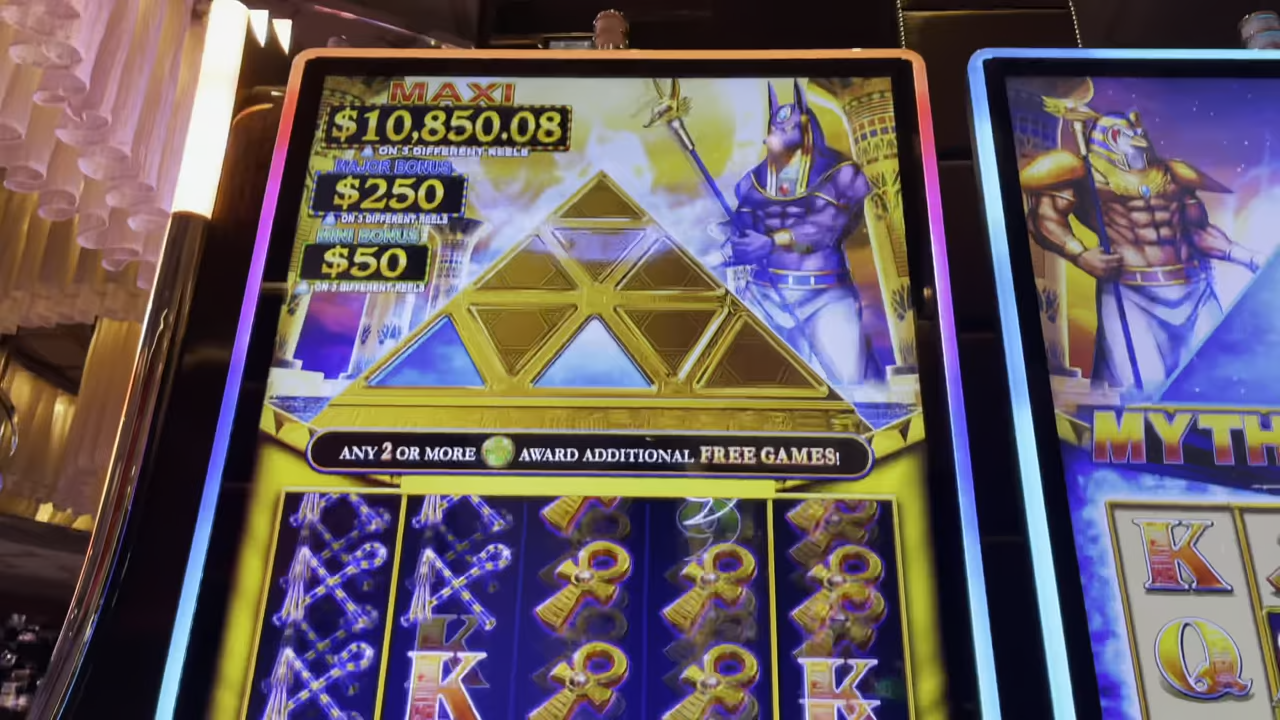 MAXI
$10,850.08
ON 3 DIFFERENT REELS
MAJOR BONUS
$250
ON 3 DIFFERENT REELS
MINI BONUS
$50
ON 3 DIFFERENT REELS
ANY 2 OR MORE AWARD ADDITIONAL FREE GAMES!
MYTH
K
K
K
Q